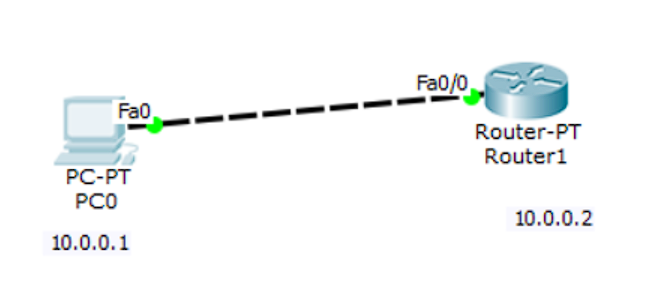 Fa0/0
Fa0
Router-PT
Router1
PC-PT
PC0
10.0.0.2
10.0.0.1